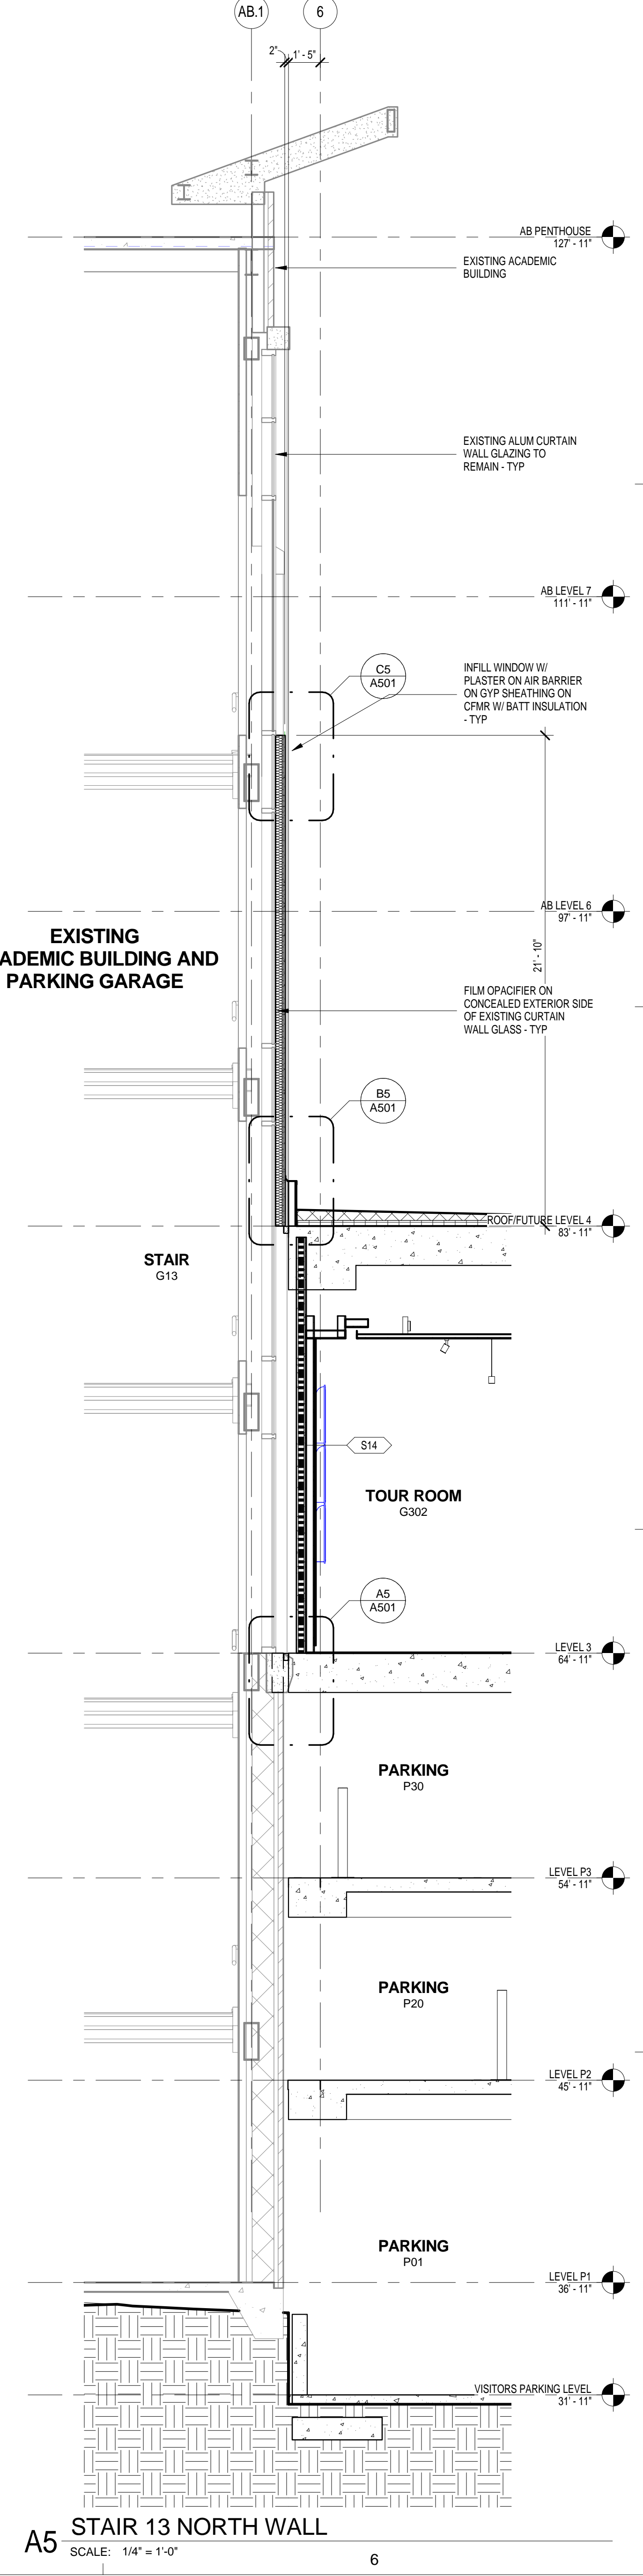 AB.1
6
2"
1' - 5"
AB PENTHOUSE
127' - 11"
EXISTING ACADEMIC
BUILDING
EXISTING ALUM CURTAIN
WALL GLAZING TO
REMAIN - TYP
AB LEVEL 7
111' - 11"
C5
A501
INFILL WINDOW W/
PLASTER ON AIR BARRIER
ON GYP SHEATHING ON
CFMR W/ BATT INSULATION
- TYP
AB LEVEL 6
97' - 11"
EXISTING
ADEMIC BUILDING AND
PARKING GARAGE
21' - 10"
FILM OPACIFIER ON
CONCEALED EXTERIOR SIDE
OF EXISTING CURTAIN
WALL GLASS - TYP
B5
A501
ROOF/FUTURE LEVEL 4
83' - 11"
STAIR
G13
S14
TOUR ROOM
G302
A5
A501
LEVEL 3
64' - 11"
PARKING
P30
LEVEL P3
54' - 11"
PARKING
P20
LEVEL P2
45' - 11"
PARKING
P01
LEVEL P1
36' - 11"
VISITORS PARKING LEVEL
31' - 11"
A5
STAIR 13 NORTH WALL
SCALE: 1/4" = 1'-0"
6